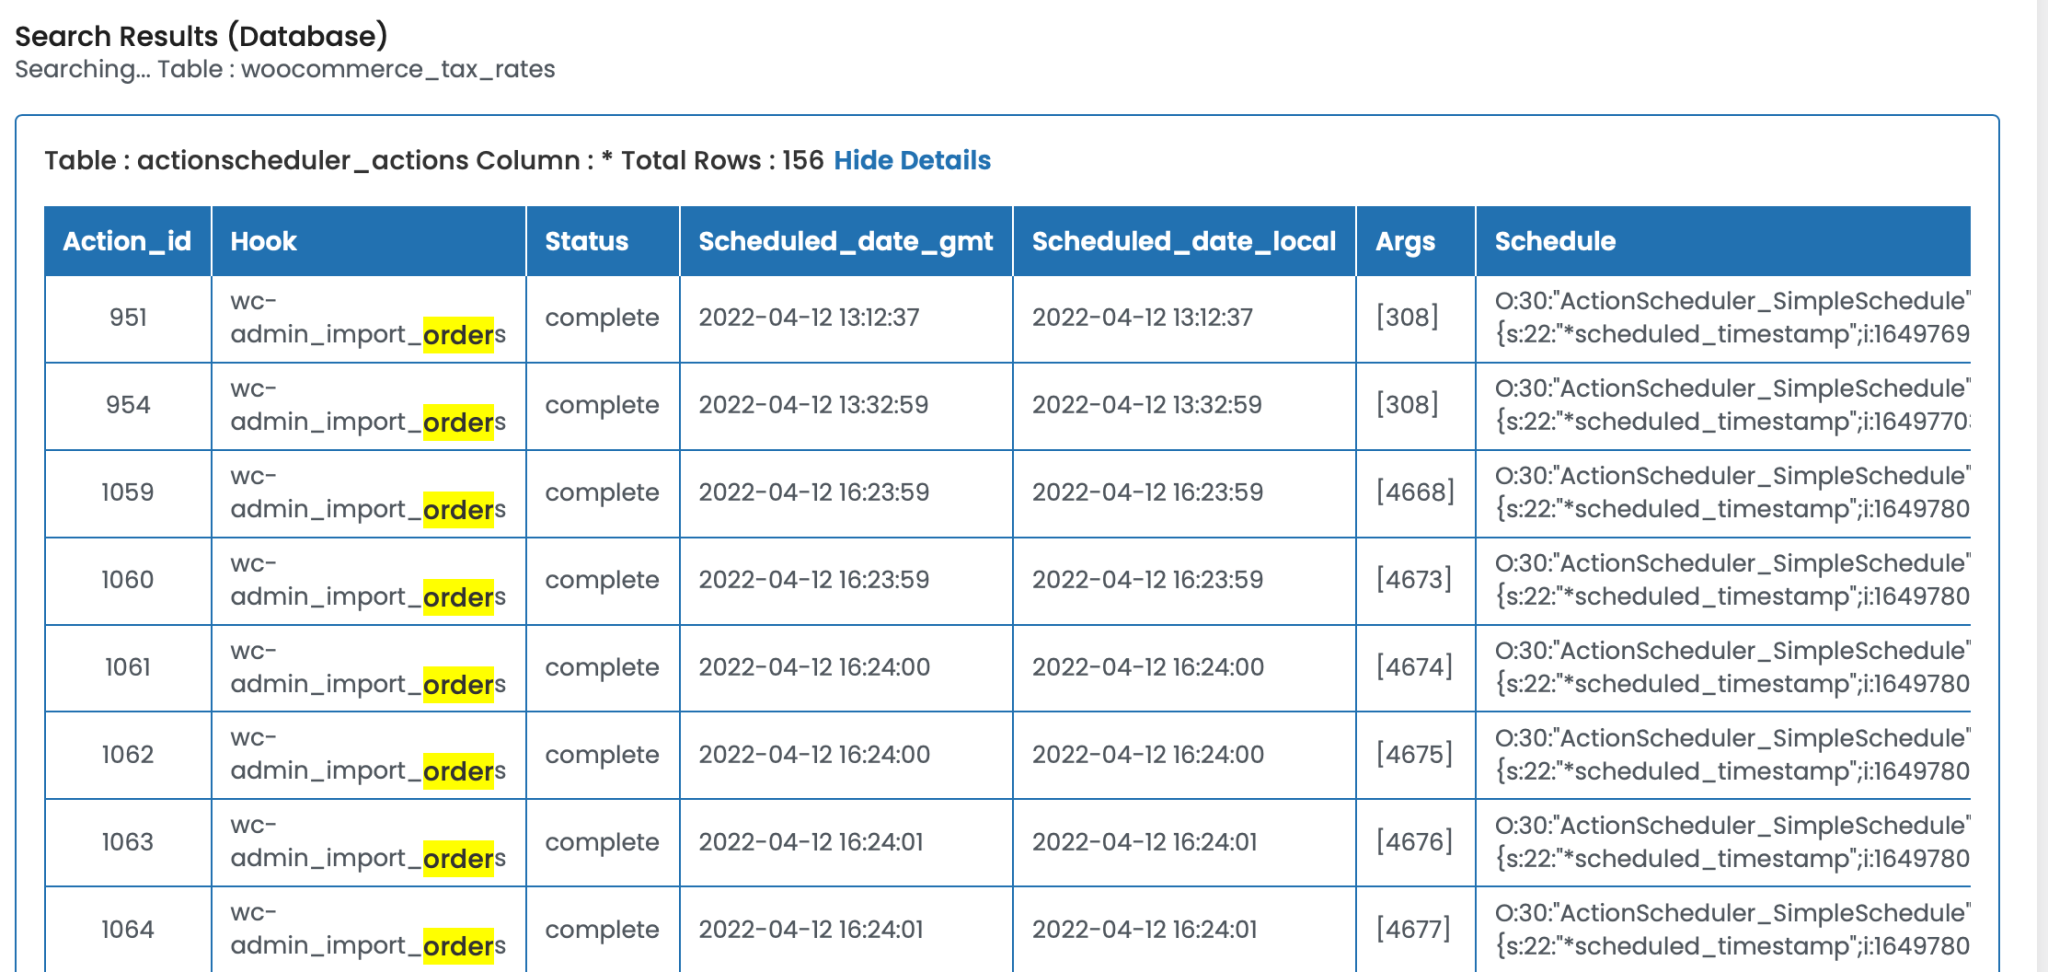 Search Results (Database)
Searching... Table : woocommerce_tax_rates
Table : actionscheduler_actions Column : * Total Rows : 156 Hide Details
Action_id Hook Status Scheduled_date_gmt Scheduled_date_local Args Schedule
951 wc-admin_import_orders complete 2022-04-12 13:12:37 2022-04-12 13:12:37 [308] O:30:"ActionScheduler_SimpleSchedule"
{s:22:"*scheduled_timestamp";i:1649769
954 wc-admin_import_orders complete 2022-04-12 13:32:59 2022-04-12 13:32:59 [308] O:30:"ActionScheduler_SimpleSchedule"
{s:22:"*scheduled_timestamp";i:1649770
1059 wc-admin_import_orders complete 2022-04-12 16:23:59 2022-04-12 16:23:59 [4668] O:30:"ActionScheduler_SimpleSchedule"
{s:22:"*scheduled_timestamp";i:1649780
1060 wc-admin_import_orders complete 2022-04-12 16:23:59 2022-04-12 16:23:59 [4673] O:30:"ActionScheduler_SimpleSchedule"
{s:22:"*scheduled_timestamp";i:1649780
1061 wc-admin_import_orders complete 2022-04-12 16:24:00 2022-04-12 16:24:00 [4674] O:30:"ActionScheduler_SimpleSchedule"
{s:22:"*scheduled_timestamp";i:1649780
1062 wc-admin_import_orders complete 2022-04-12 16:24:00 2022-04-12 16:24:00 [4675] O:30:"ActionScheduler_SimpleSchedule"
{s:22:"*scheduled_timestamp";i:1649780
1063 wc-admin_import_orders complete 2022-04-12 16:24:01 2022-04-12 16:24:01 [4676] O:30:"ActionScheduler_SimpleSchedule"
{s:22:"*scheduled_timestamp";i:1649780
1064 wc-admin_import_orders complete 2022-04-12 16:24:01 2022-04-12 16:24:01 [4677] O:30:"ActionScheduler_SimpleSchedule"
{s:22:"*scheduled_timestamp";i:1649780